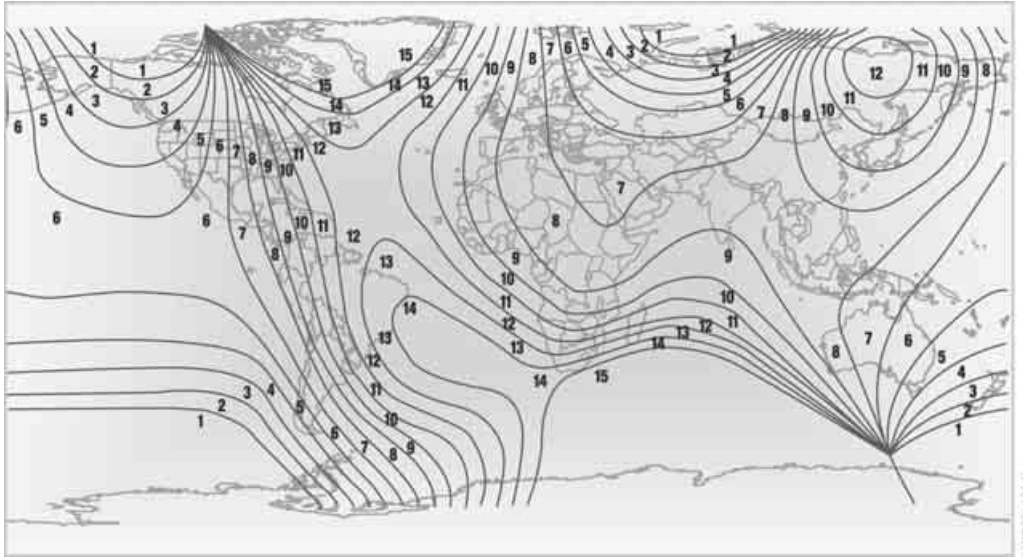 1 1 15 8 7 6 5 4 3 2 1 1
2 2 15 14 13 11 10 9 2 12 11 10 9 8
3 3 14 12 3 4 11
4 4 13 5 6 10
6 5 5 6 7 8 9 10 11 12 7 8 9
6 6 7 8 9 10 11 12 13 8 7
9 9
10 10
14 11 12 13 11
13 12 13 14 8 7 6
12 14 15 5
3 4 11 4
2 5 10 3
1 6 9 2
7 8 1